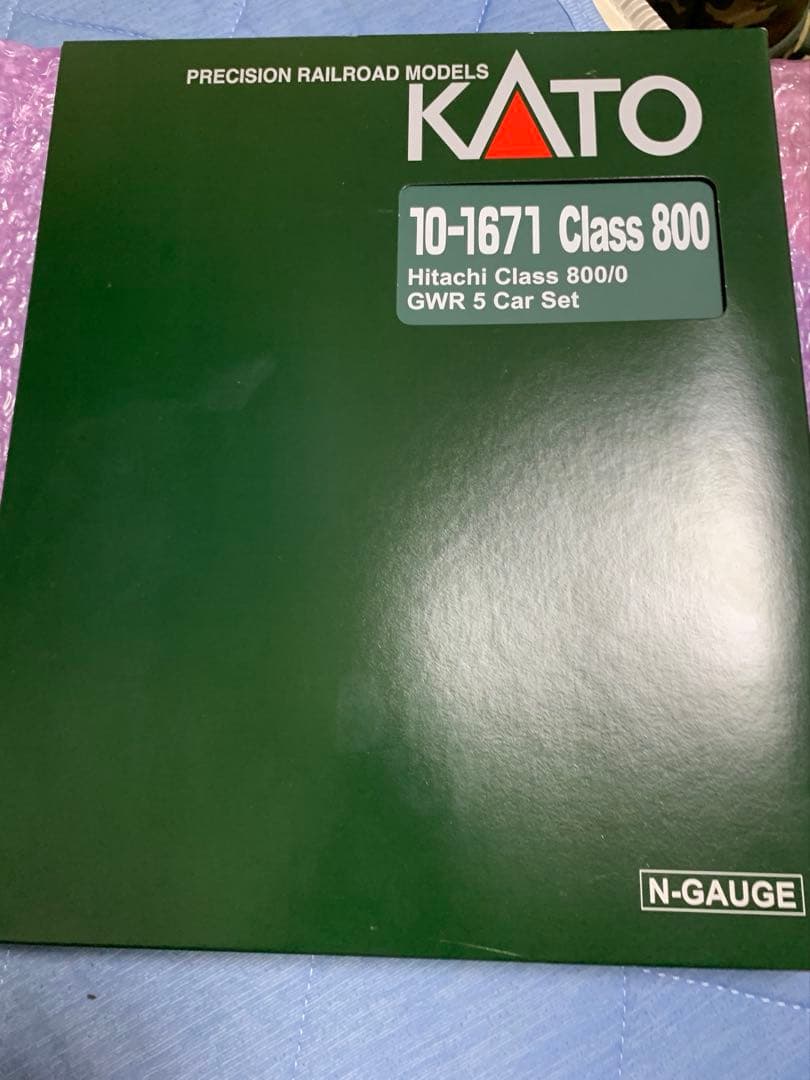 PRECISION RAILROAD MODELS
KATO
10-1671 Class 800
Hitachi Class 800/0
GWR 5 Car Set
N-GAUGE